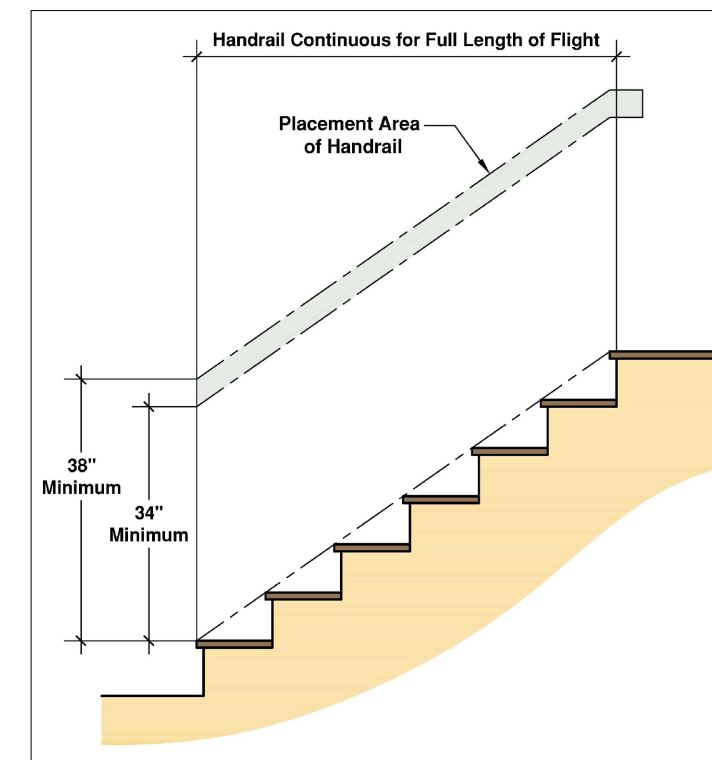 Handrail Continuous for Full Length of Flight
Placement Area
of Handrail
38"
Minimum
34"
Minimum